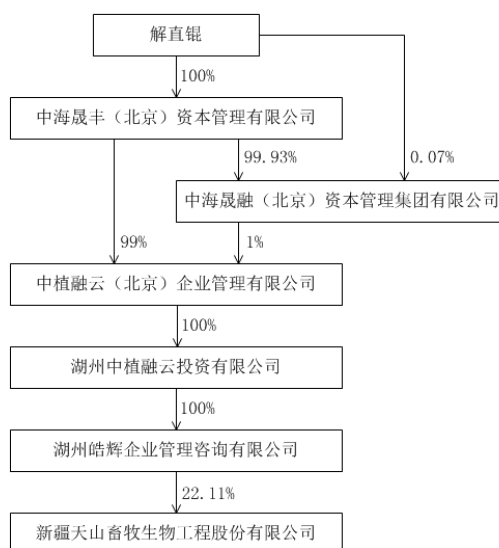 解直锟
100%
中海晟丰（北京）资本管理有限公司
99.93%
0.07%
中海晟融（北京）资本管理集团有限公司
99%
1%
中植融云（北京）企业管理有限公司
100%
湖州中植融云投资有限公司
100%
湖州皓辉企业管理咨询有限公司
22.11%
新疆天山畜牧生物工程股份有限公司